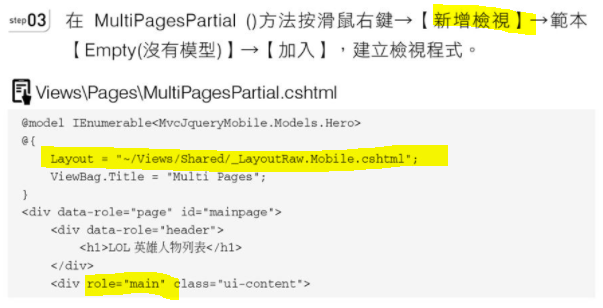 step03 在 MultiPagesPartial ()方法按滑鼠右鍵→【新增檢視】→範本
【Empty(沒有模型)】→【加入】，建立檢視程式。
Views\Pages\MultiPagesPartial.cshtml
@model IEnumerable<MvcJqueryMobile.Models.Hero>
@{
Layout = "~/Views/Shared/_LayoutRaw.Mobile.cshtml";
ViewBag.Title = "Multi Pages";
}
<div data-role="page" id="mainpage">
<div data-role="header">
<h1>LOL 英雄人物列表</h1>
</div>
<div role="main" class="ui-content">